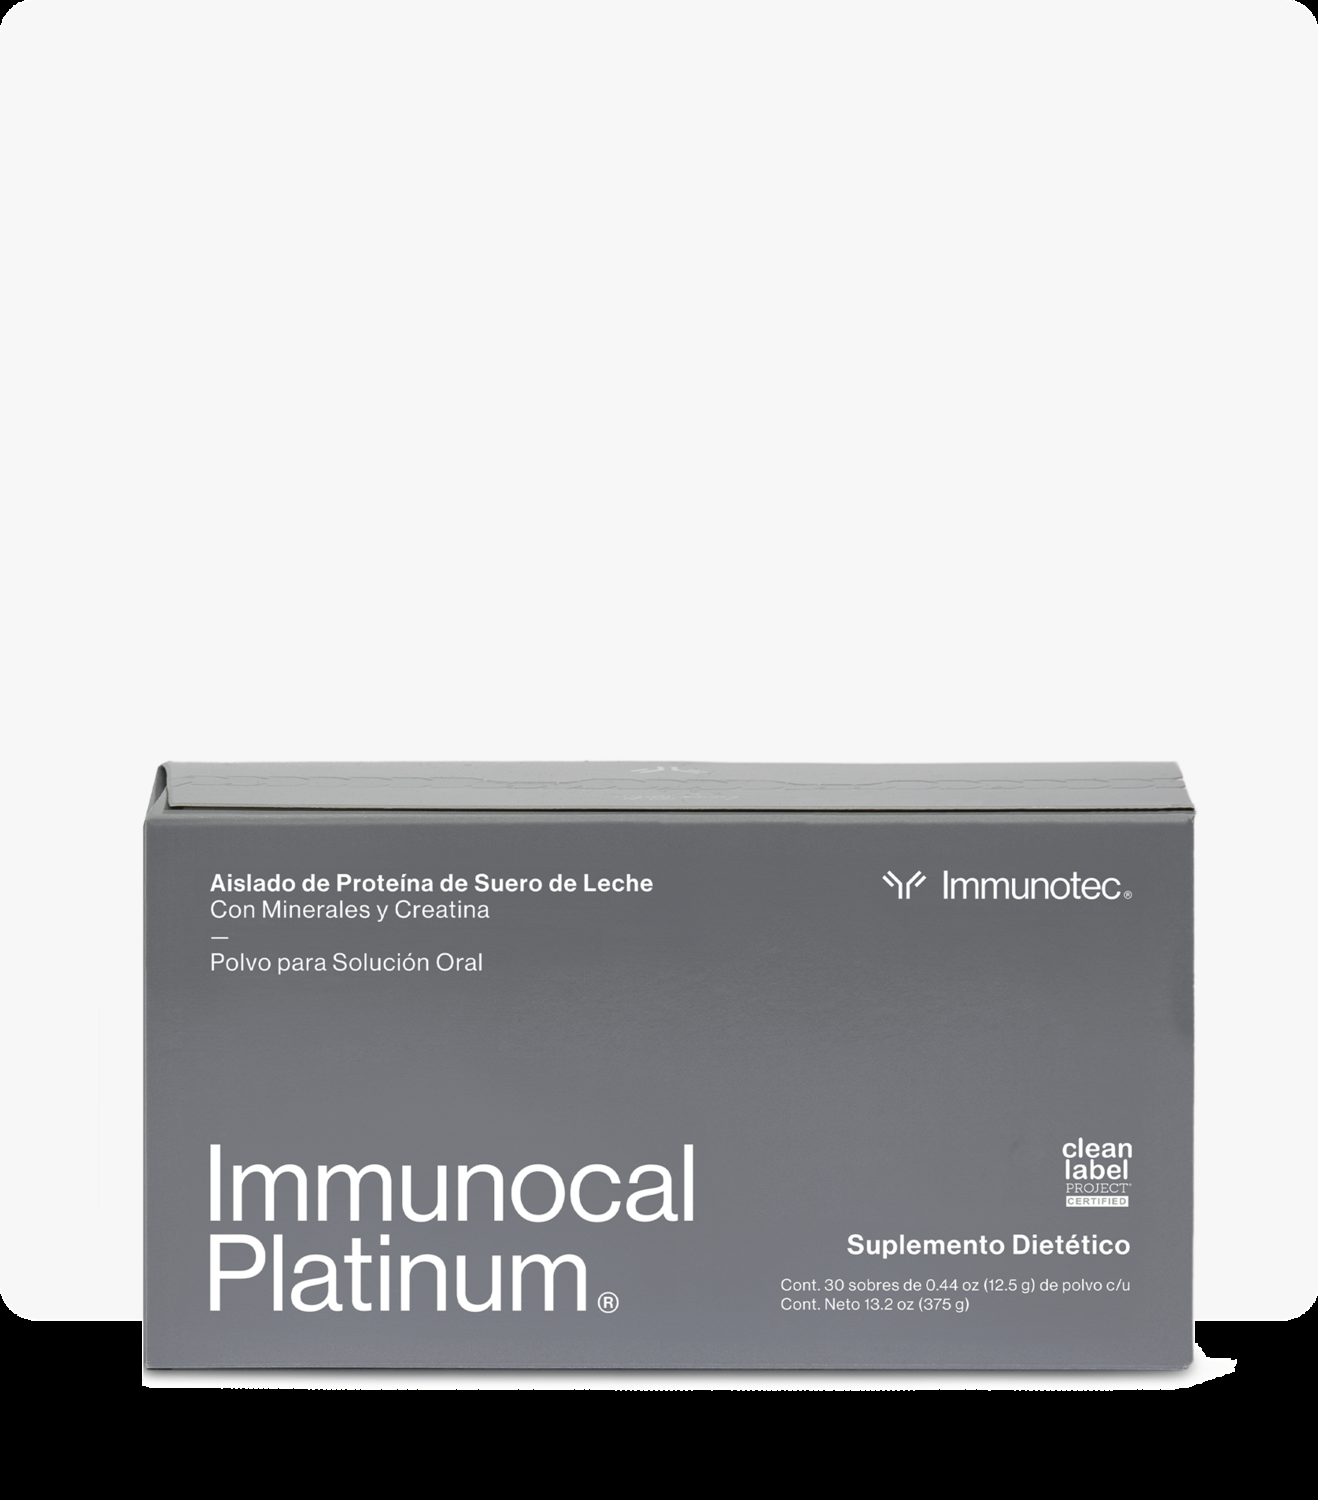 Aislado de Proteína de Suero de Leche
Con Minerales y Creatina
Polvo para Solución Oral
Immunotec®
Immunocal
Platinum®
clean
label
PROJECT
CERTIFIED
Suplemento Dietético
Cont. 30 sobres de 0.44 oz (12.5 g) de polvo c/u
Cont. Neto 13.2 oz (375 g)